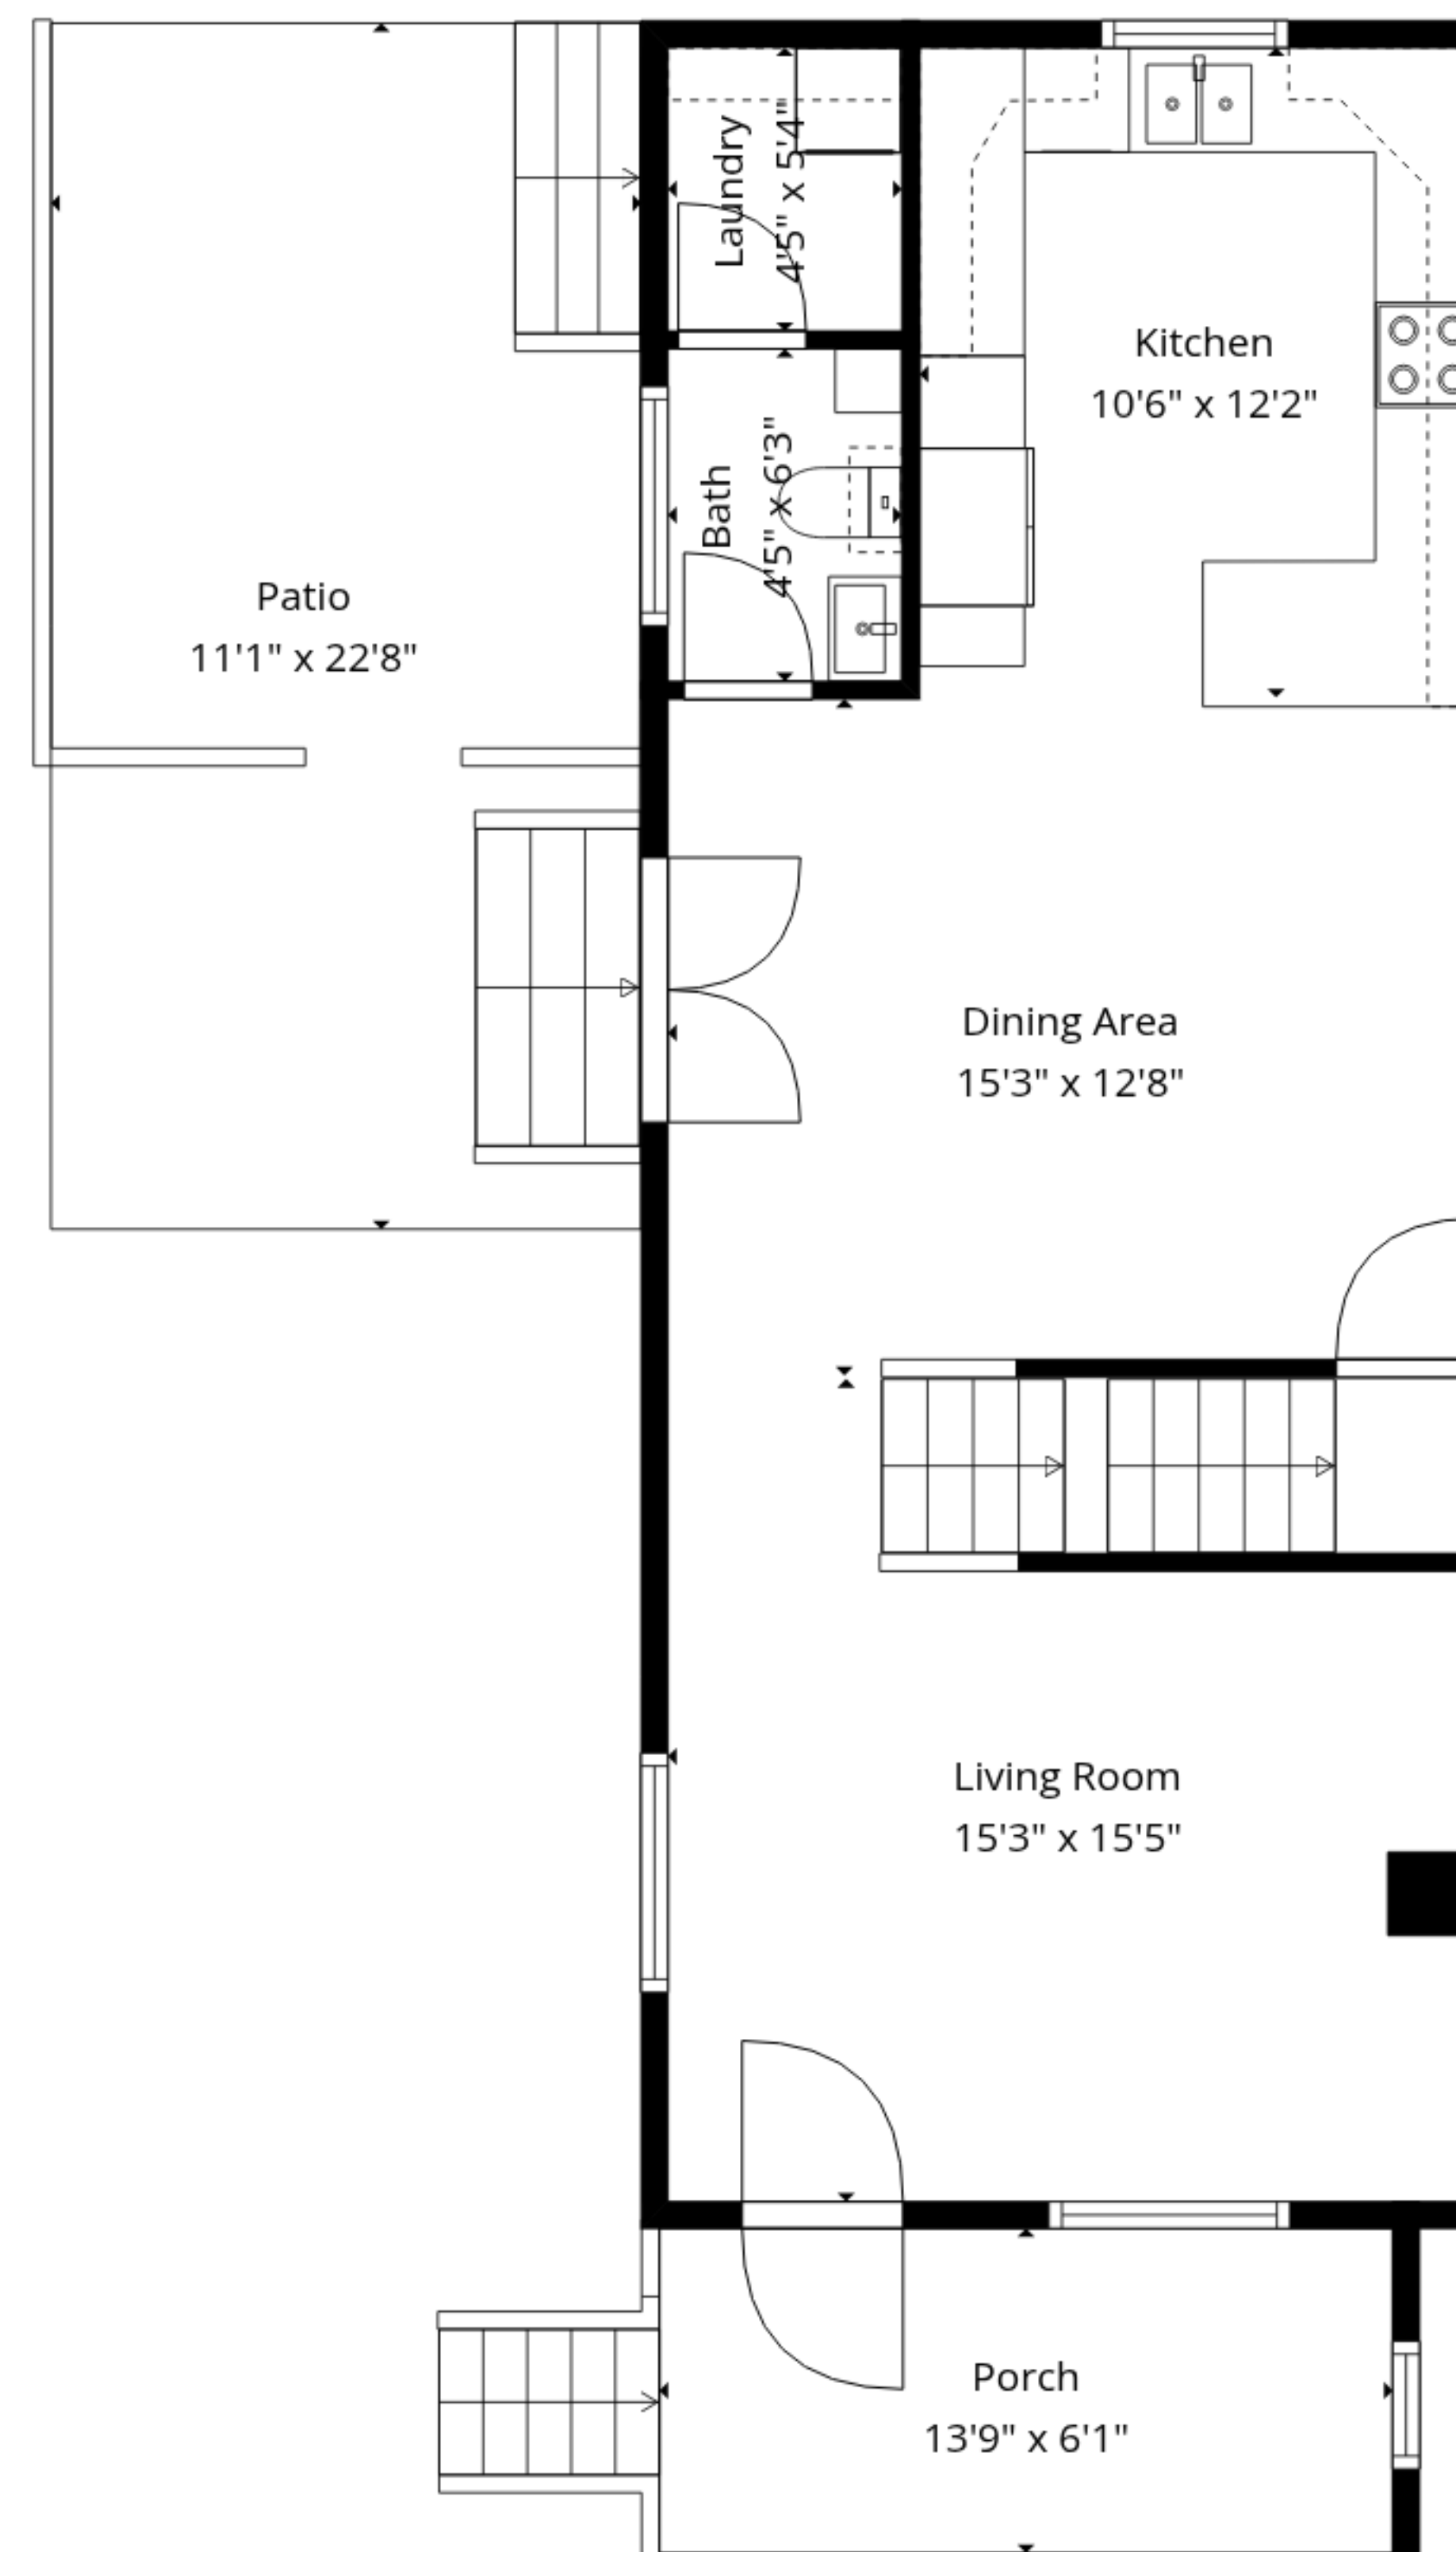 Laundry
4'5" x 5'4"
Kitchen
10'6" x 12'2"
Bath
4'5" x 6'3"
Patio
11'1" x 22'8"
Dining Area
15'3" x 12'8"
Living Room
15'3" x 15'5"
Porch
13'9" x 6'1"